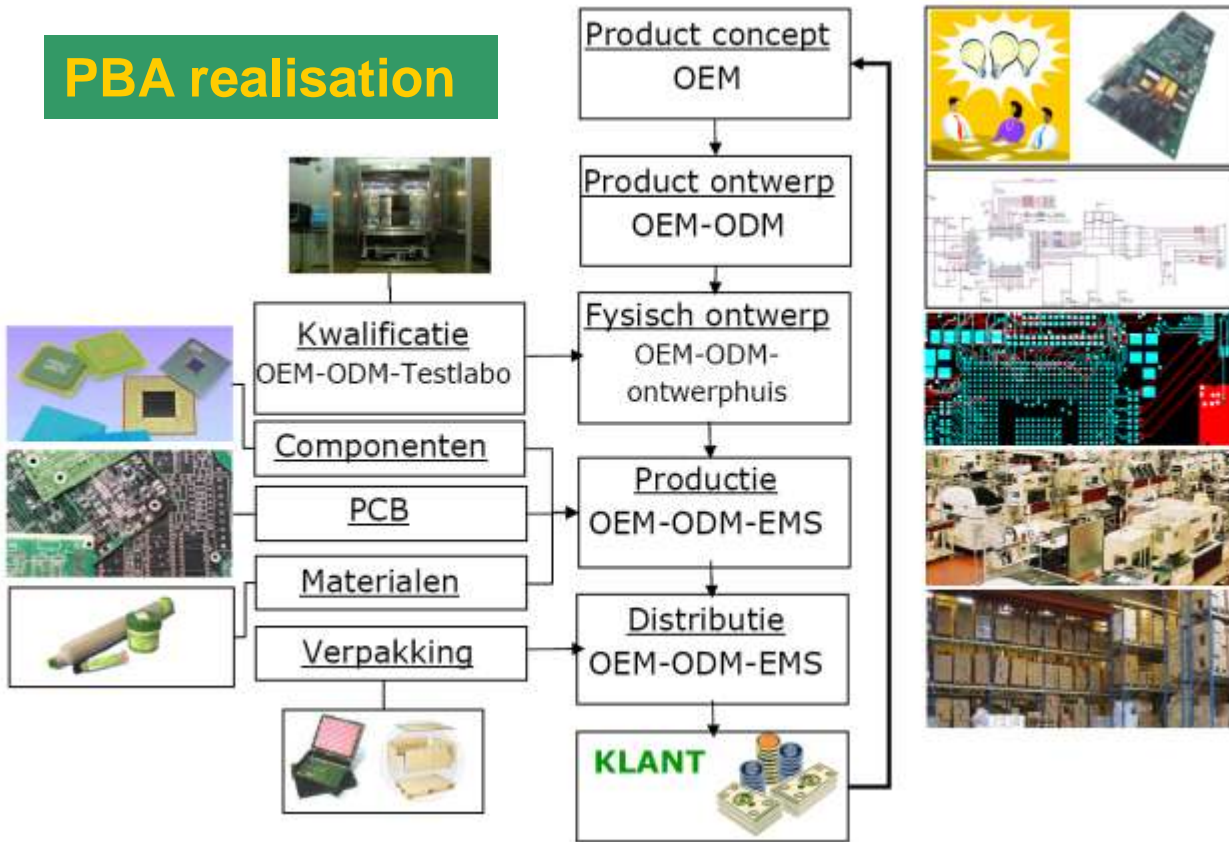 PBA realisation
Product concept
OEM
Product ontwerp
OEM-ODM
Kwalificatie
OEM-ODM-Testlabo
Fysisch ontwerp
OEM-ODM-
ontwerphuis
Componenten
PCB
Materialen
Productie
OEM-ODM-EMS
Verpakking
Distributie
OEM-ODM-EMS
KLANT